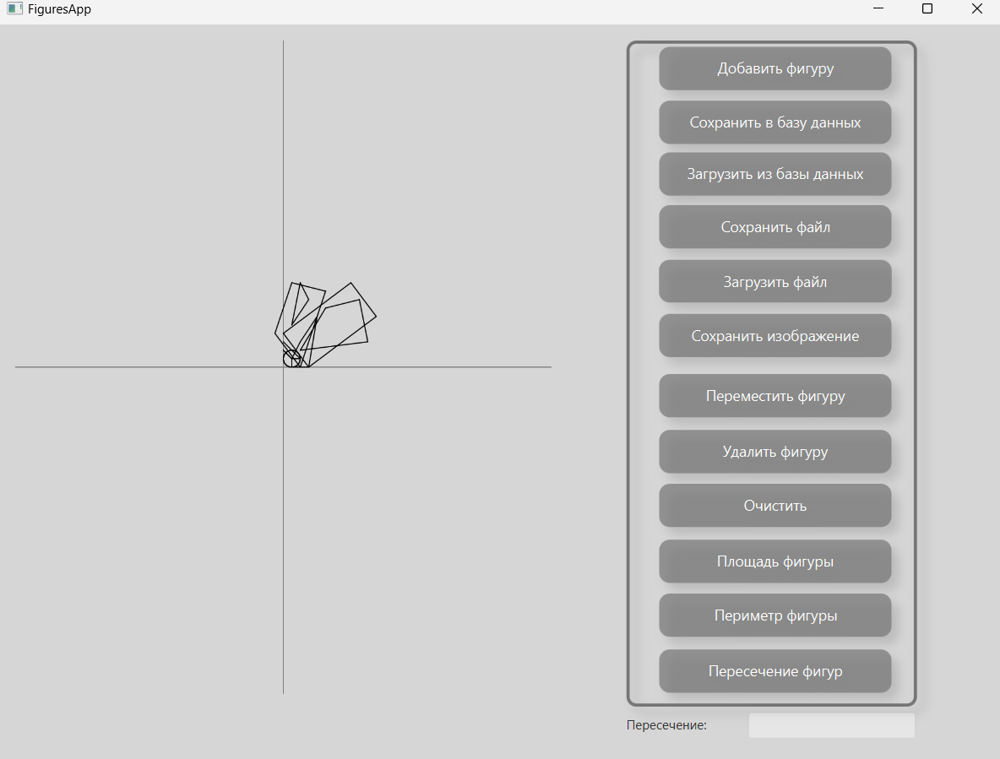 FiguresApp
Добавить фигуру
Сохранить в базу данных
Загрузить из базы данных
Сохранить файл
Загрузить файл
Сохранить изображение
Переместить фигуру
Удалить фигуру
Очистить
Площадь фигуры
Периметр фигуры
Пересечение фигур
Пересечение: